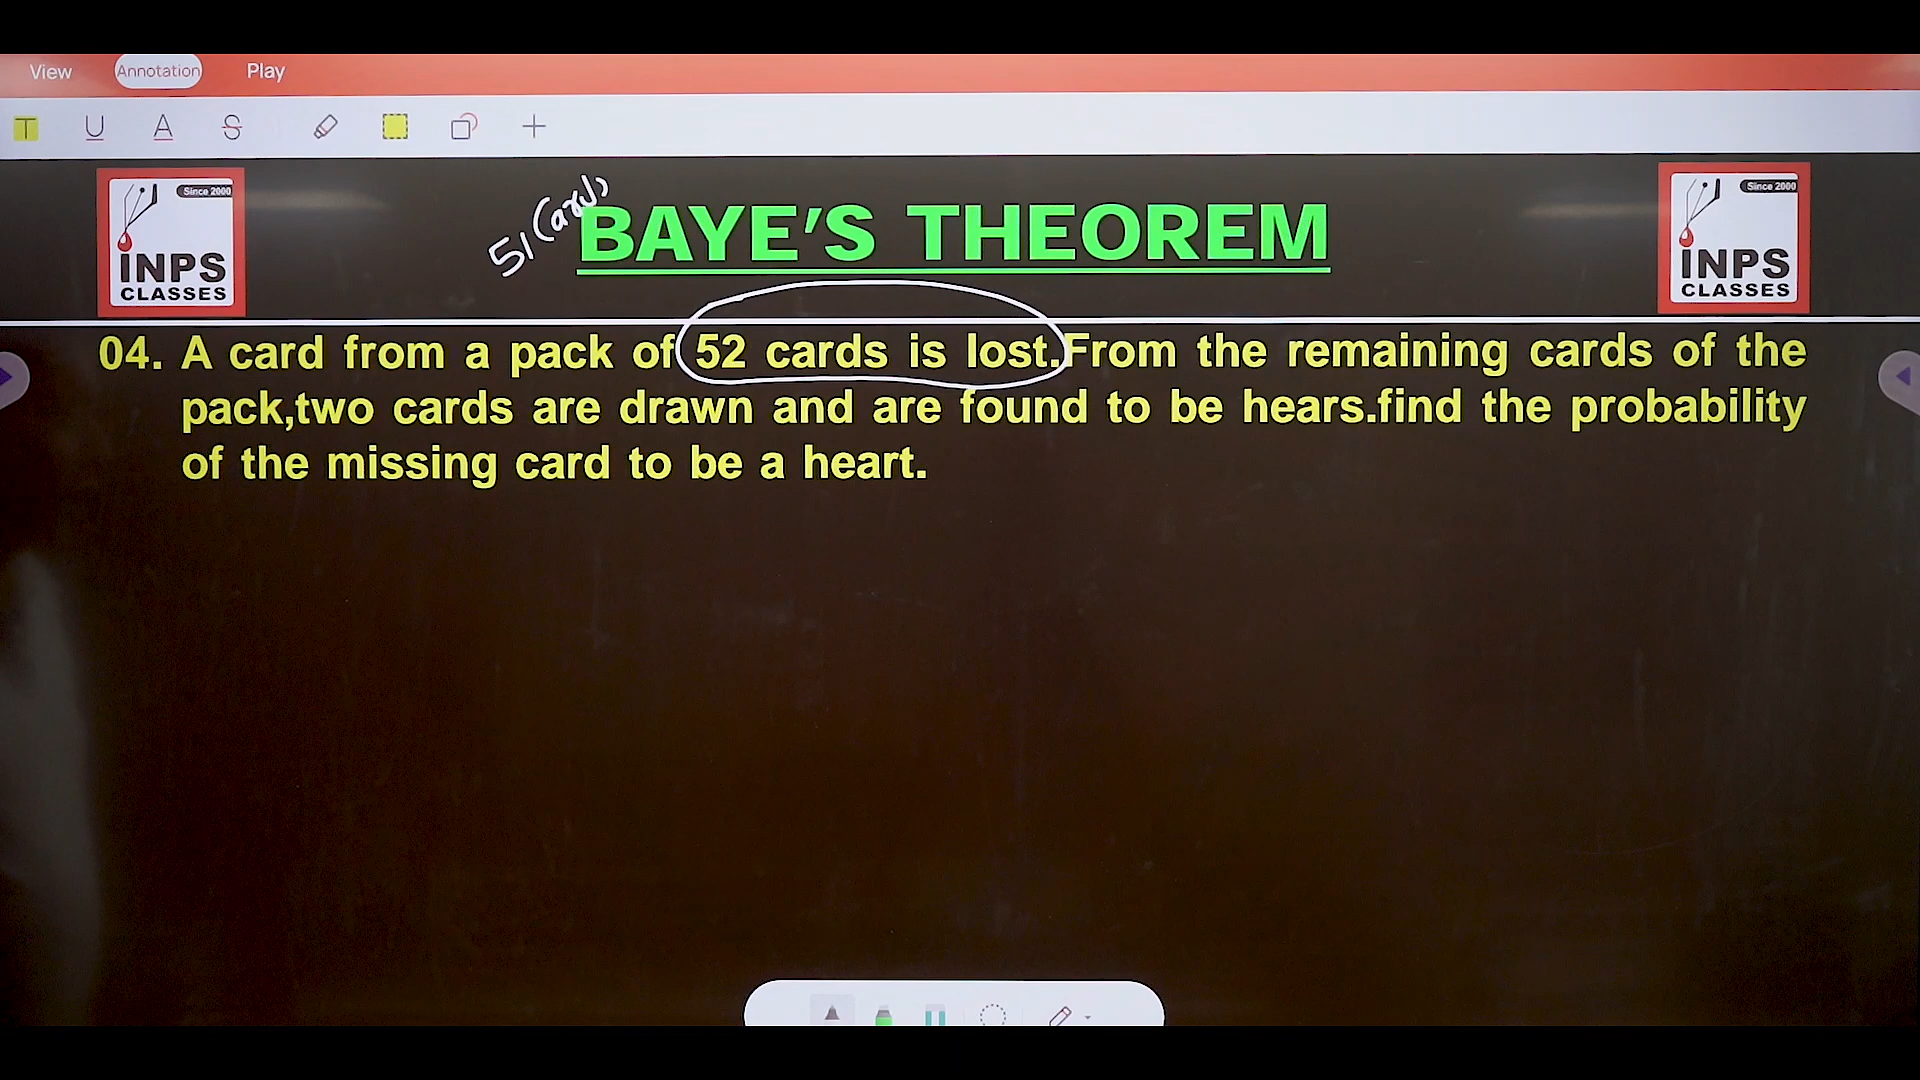 View Annotation Play
T U A S
Since 2000
INPS
CLASSES
51 Cards
BAYE'S THEOREM
Since 2000
INPS
CLASSES
04. A card from a pack of 52 cards is lost.From the remaining cards of the
pack,two cards are drawn and are found to be hears.find the probability
of the missing card to be a heart.